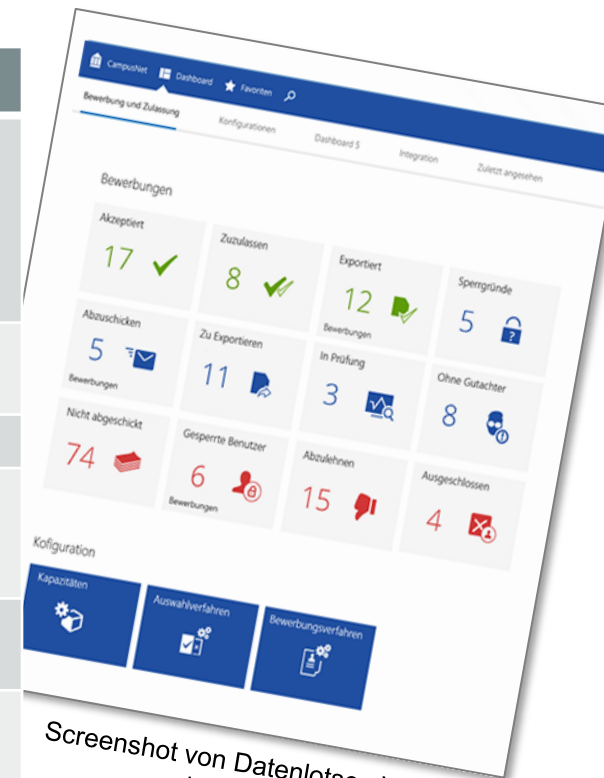 CampusNet Dashboard Favoriten
Bewerbung und Zulassung Konfigurationen Dashboard S Integration Zuletzt angesehen
Bewerbungen
Akzeptiert
17
Zuzulassen
8
Exportiert
12
Bewerbungen
Sperrgründe
5
?
Abzuschicken
5
Bewerbungen
Zu Exportieren
11
In Prüfung
3
Ohne Gutachter
8
Nicht abgeschickt
74
Gesperrte Benutzer
6
Bewerbungen
Abzulehnen
15
Ausgeschlossen
4
Kofiguration
Kapazitäten
Auswahlverfahren
Bewerbungsverfahren
Screenshot von